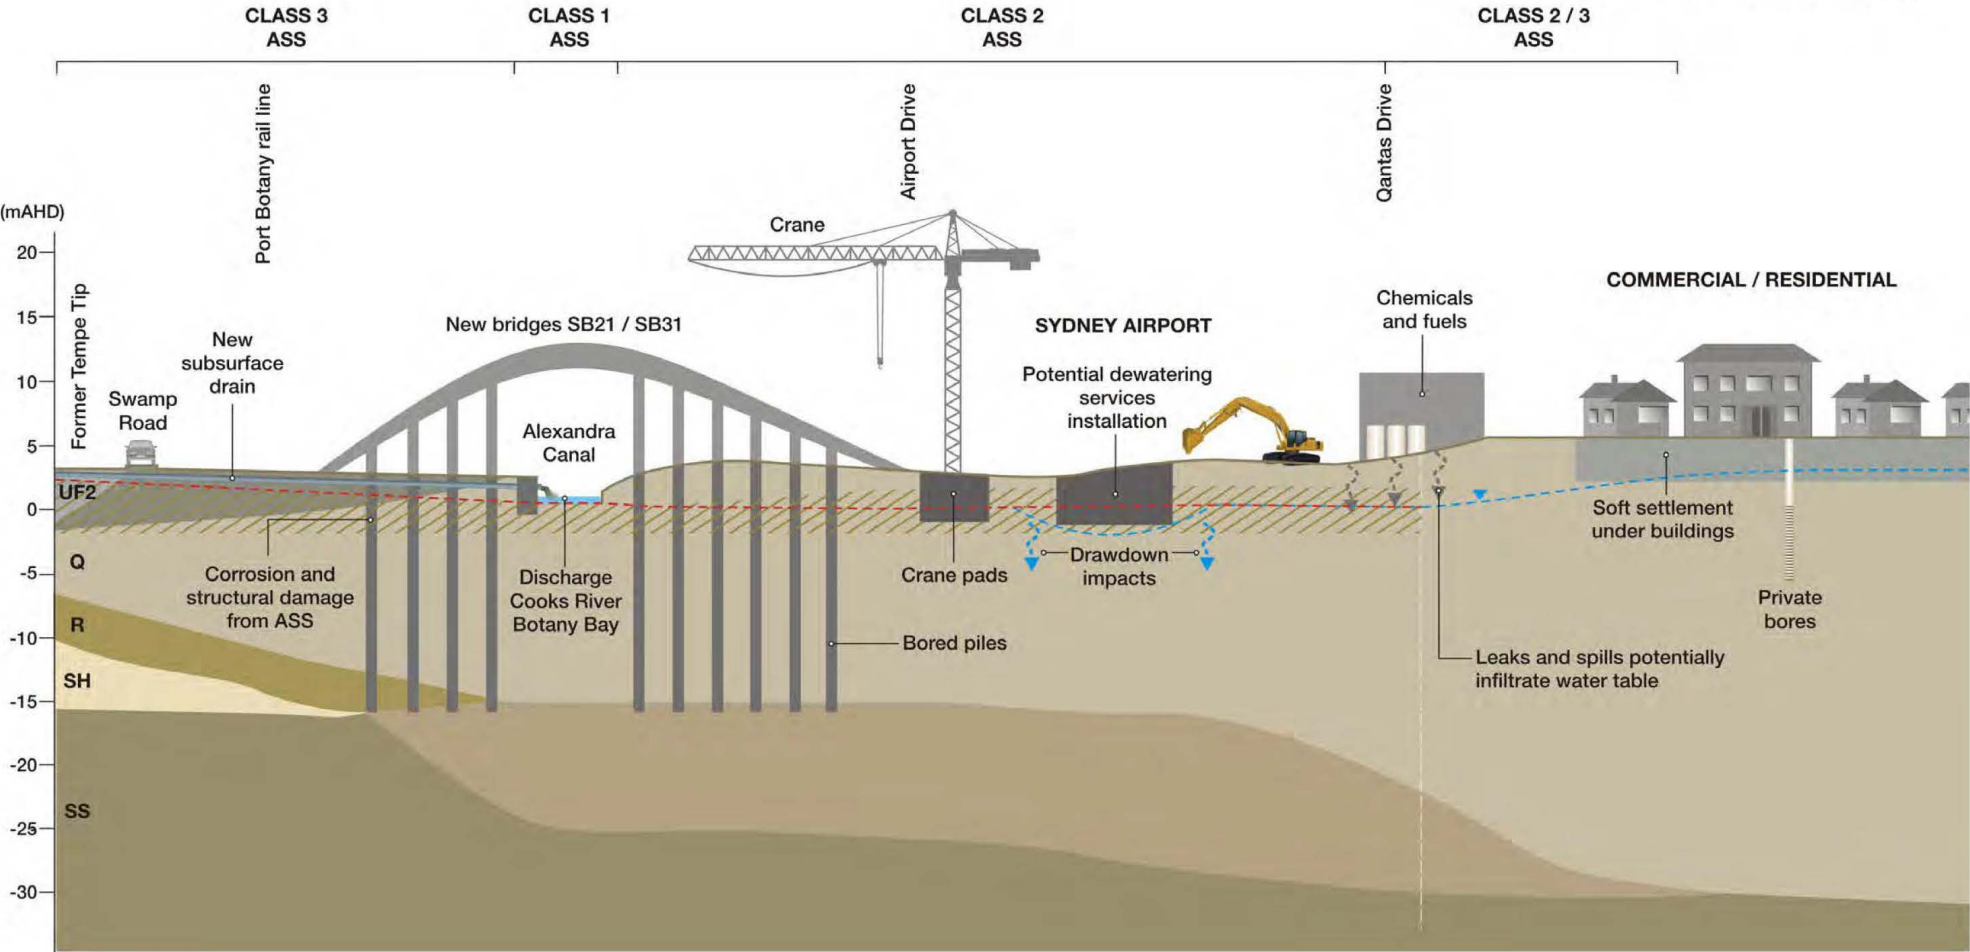 CLASS 3
ASS
CLASS 1
ASS
CLASS 2
ASS
CLASS 2 / 3
ASS
Port Botany rail line
Airport Drive
Qantas Drive
(mAHD)
20
15
10
5
0
-5
-10
-15
-20
-25
-30
Former Tempe Tip
Swamp
Road
New
subsurface
drain
New bridges SB21 / SB31
Alexandra
Canal
Crane
SYDNEY AIRPORT
Potential dewatering
services
installation
Chemicals
and fuels
COMMERCIAL / RESIDENTIAL
UF2
Q
R
SH
SS
Corrosion and
structural damage
from ASS
Discharge
Cooks River
Botany Bay
Crane pads
Drawdown
impacts
Bored piles
Soft settlement
under buildings
Private
bores
Leaks and spills potentially
infiltrate water table